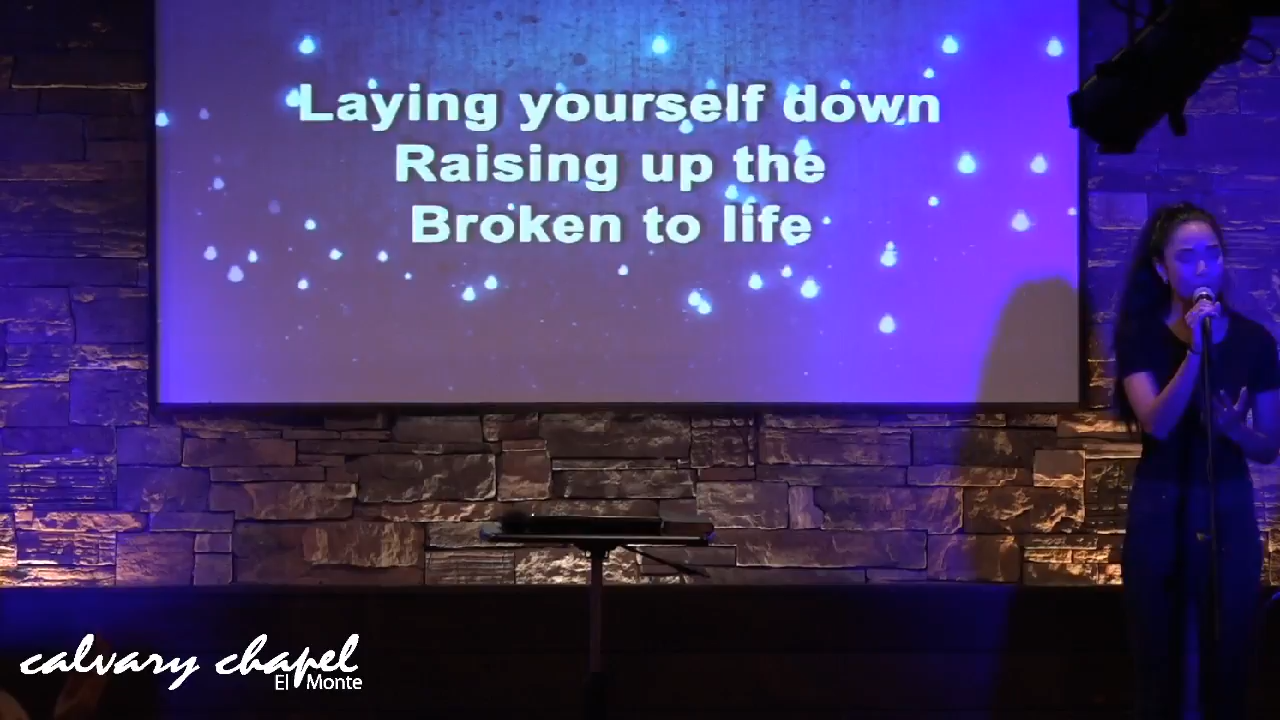 Laying yourself down
Raising up the
Broken to life
calvary chapel
El Monte